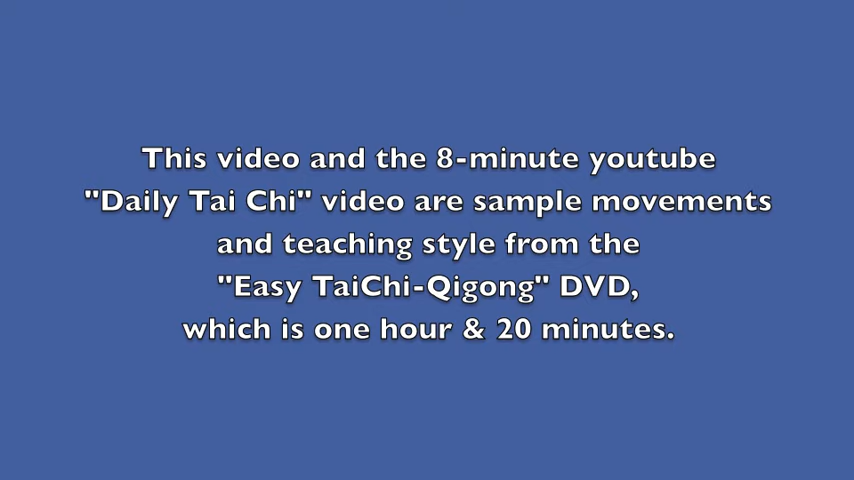 This video and the 8-minute youtube
"Daily Tai Chi" video are sample movements
and teaching style from the
"Easy TaiChi-Qigong" DVD,
which is one hour & 20 minutes.